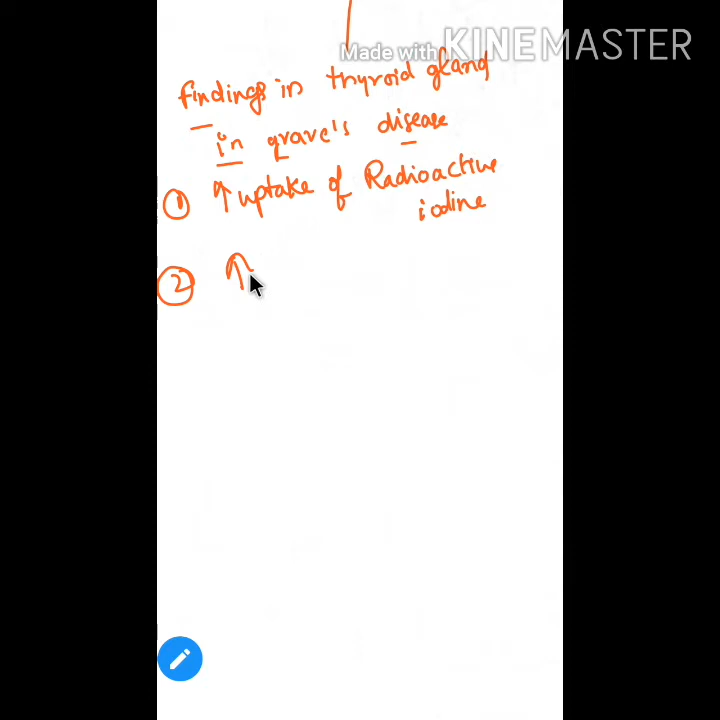 Made with KINEMASTER
findings in thyroid gland
in grave's disease
① ↑ uptake of Radioactive
iodine
② ↑